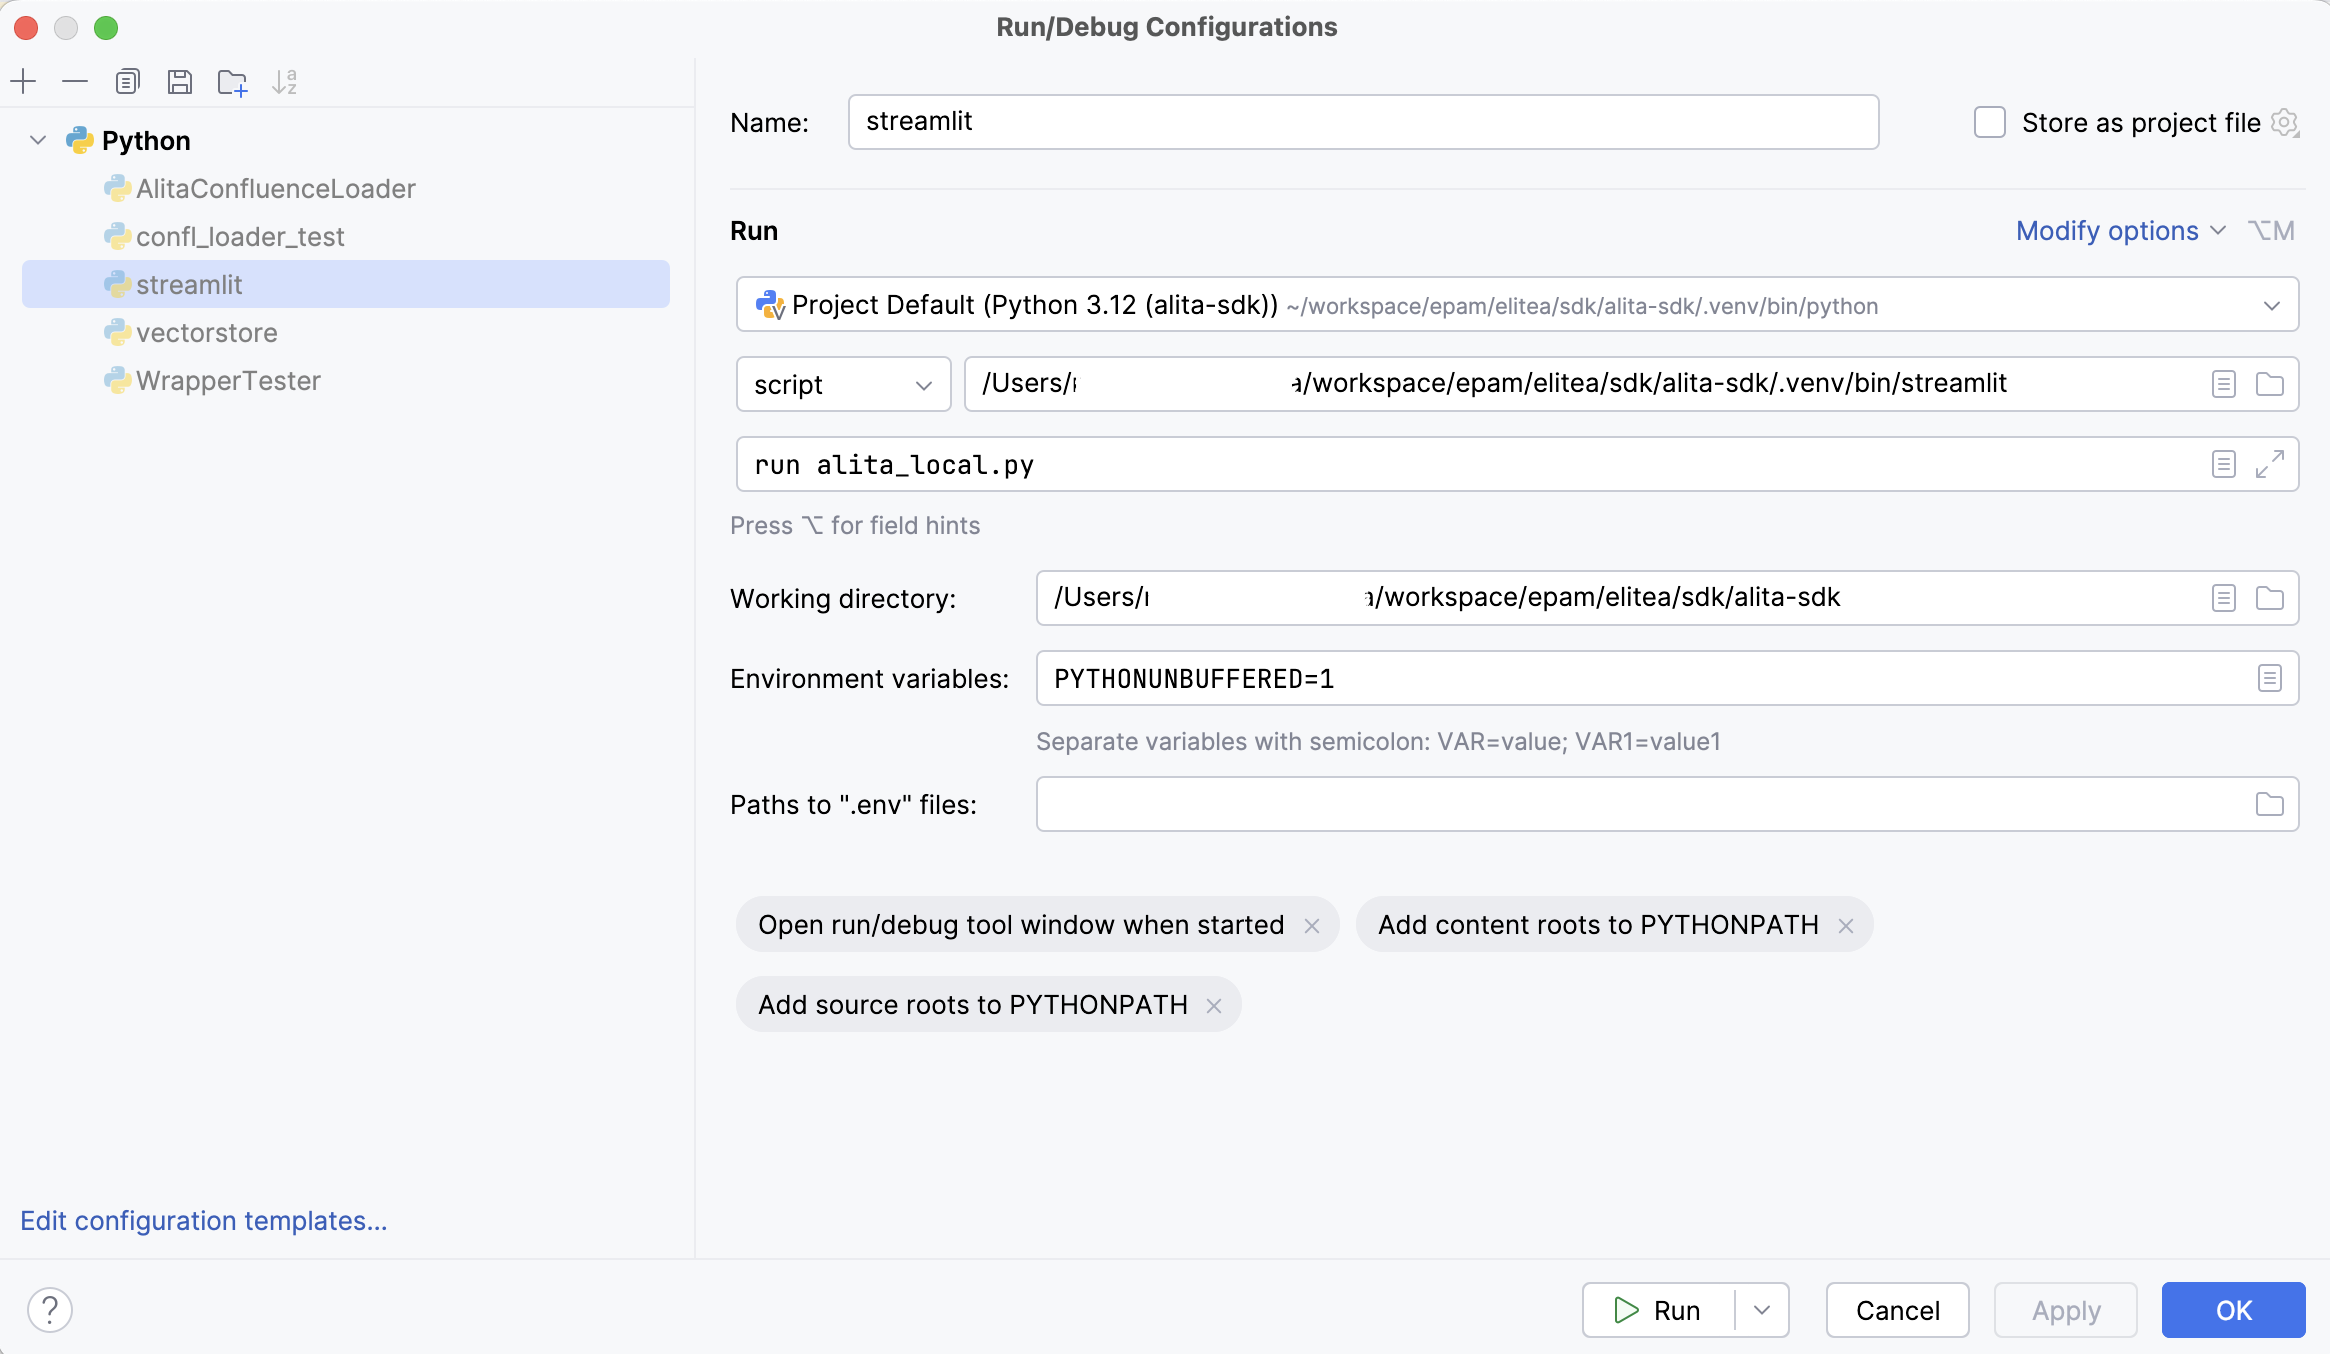 Run/Debug Configurations
Python
AlitaConfluenceLoader
confl_loader_test
streamlit
vectorstore
WrapperTester
Edit configuration templates...
Name: streamlit
Store as project file
Run
Modify options ⌥M
Project Default (Python 3.12 (alita-sdk)) ~/workspace/epam/elitea/sdk/alita-sdk/.venv/bin/python
script /Users/ a/workspace/epam/elitea/sdk/alita-sdk/.venv/bin/streamlit
run alita_local.py
Press ⌥ for field hints
Working directory: /Users/ a/workspace/epam/elitea/sdk/alita-sdk
Environment variables: PYTHONUNBUFFERED=1
Separate variables with semicolon: VAR=value; VAR1=value1
Paths to ".env" files:
Open run/debug tool window when started × Add content roots to PYTHONPATH ×
Add source roots to PYTHONPATH ×
? Run Cancel Apply OK